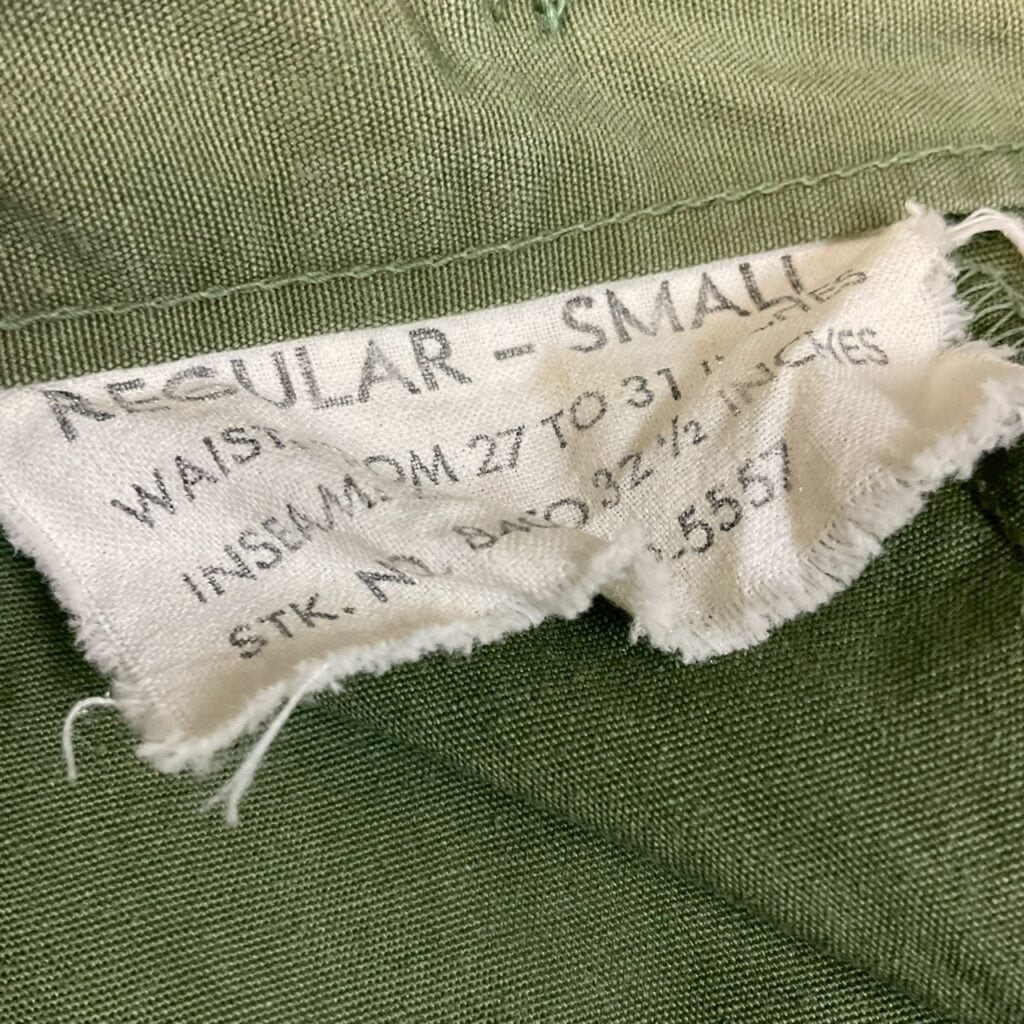 REGULAR - SMALL
WAIST 27 TO 31
INSEAM 32 ½ INCHES
STK. NO. -5557